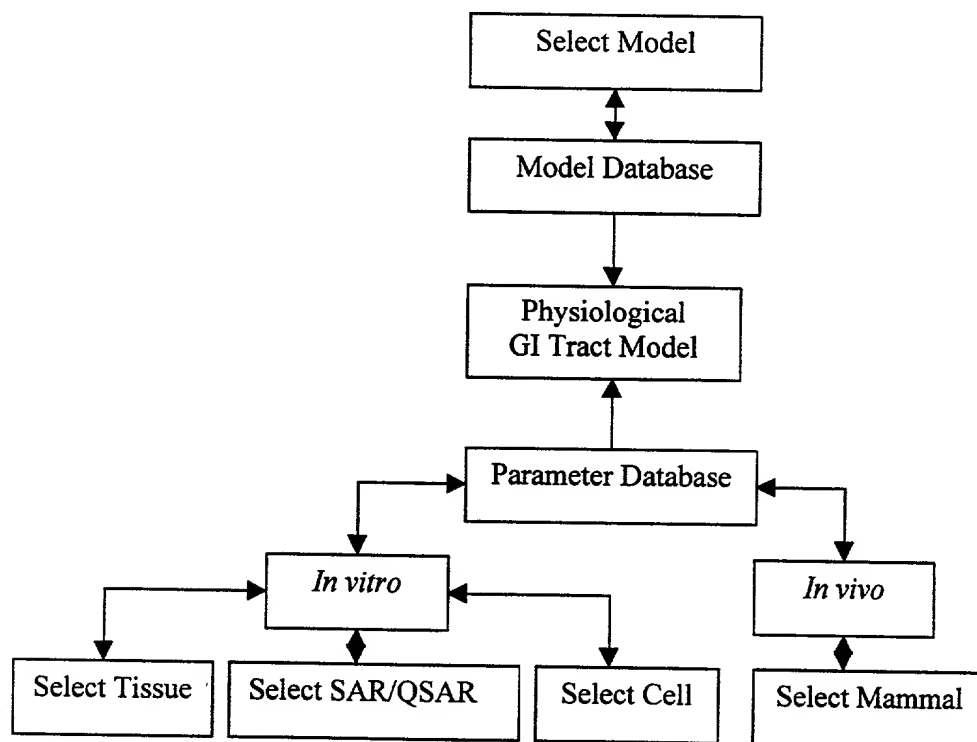 Select Model
Model Database
Physiological
GI Tract Model
Parameter Database
In vitro
In vivo
Select Tissue
Select SAR/QSAR
Select Cell
Select Mammal